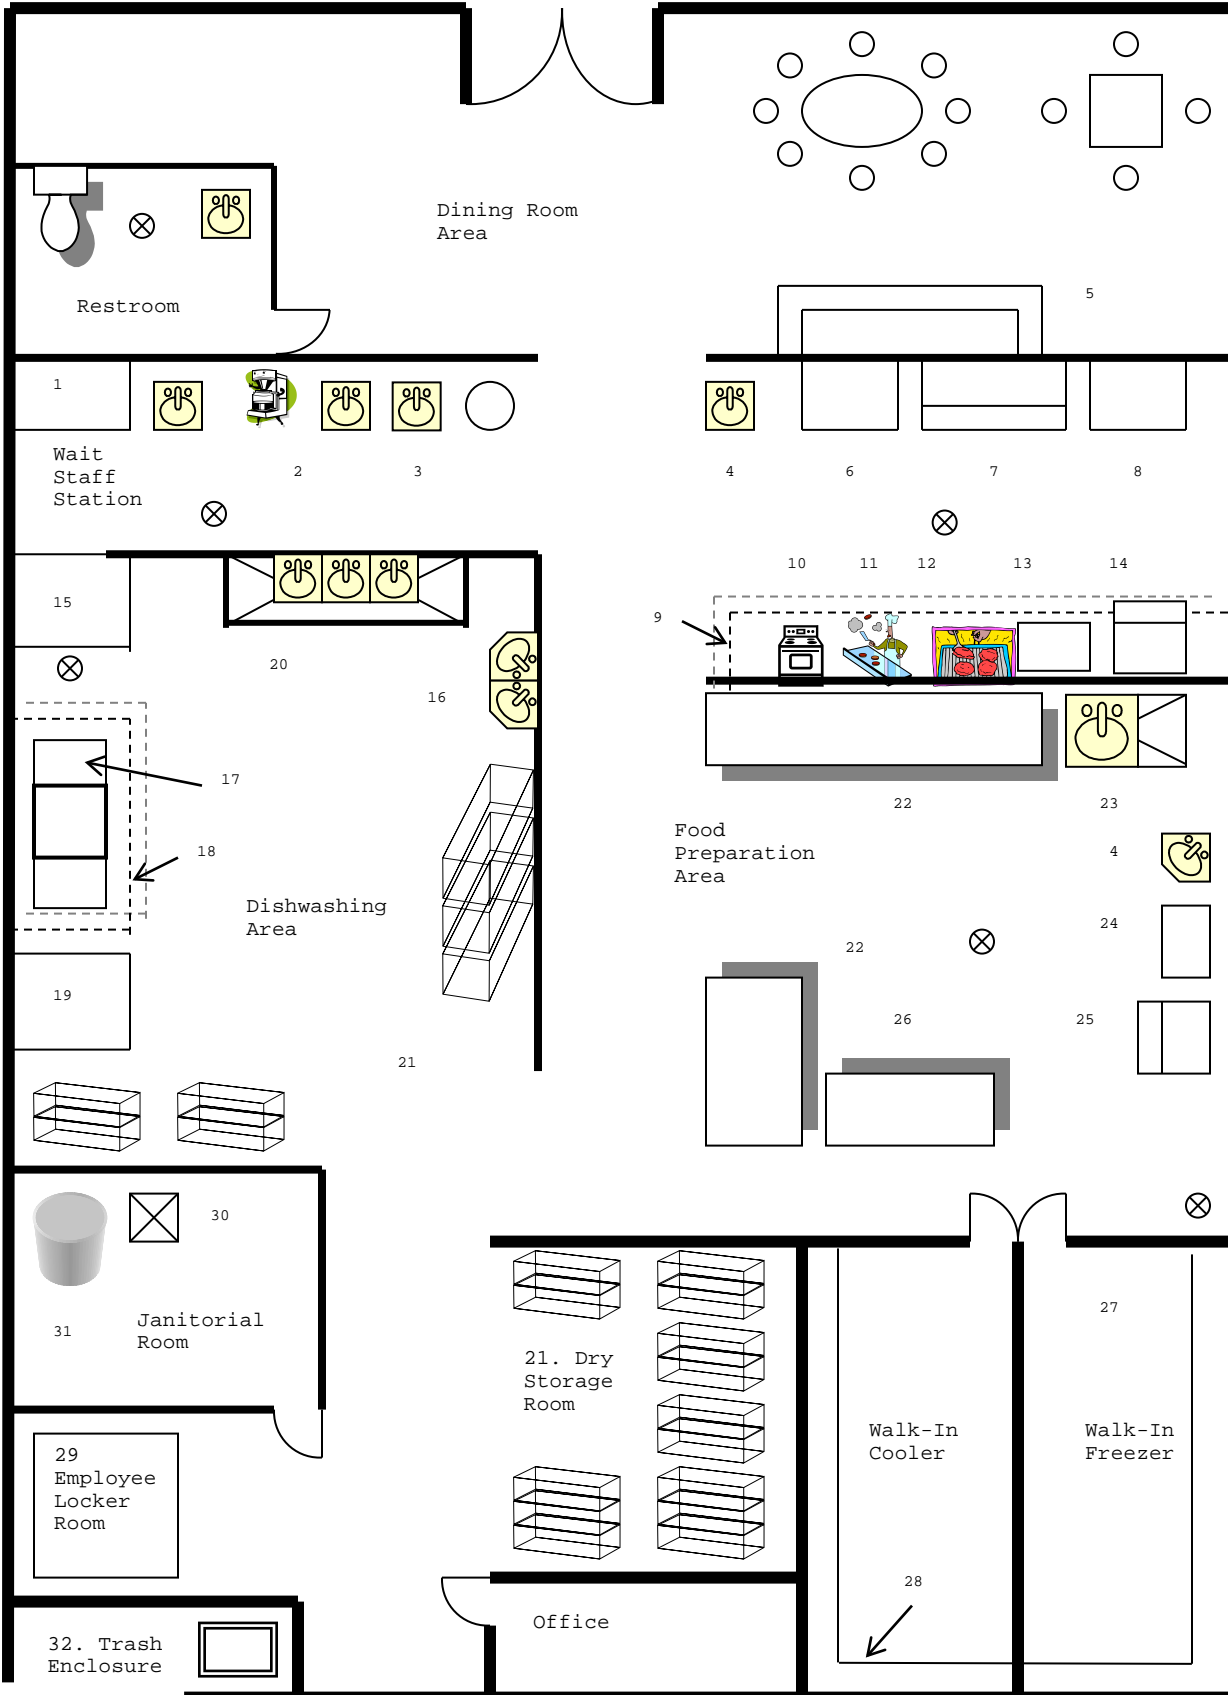 Dining Room
Area
Restroom
5
1
Wait
Staff
Station
2
3
4
6
7
8
10
11
12
13
14
9
15
20
16
17
18
19
Dishwashing
Area
21
22
23
Food
Preparation
Area
4
24
22
26
25
30
31
Janitorial
Room
21. Dry
Storage
Room
27
Walk-In
Cooler
Walk-In
Freezer
29
Employee
Locker
Room
28
Office
32. Trash
Enclosure